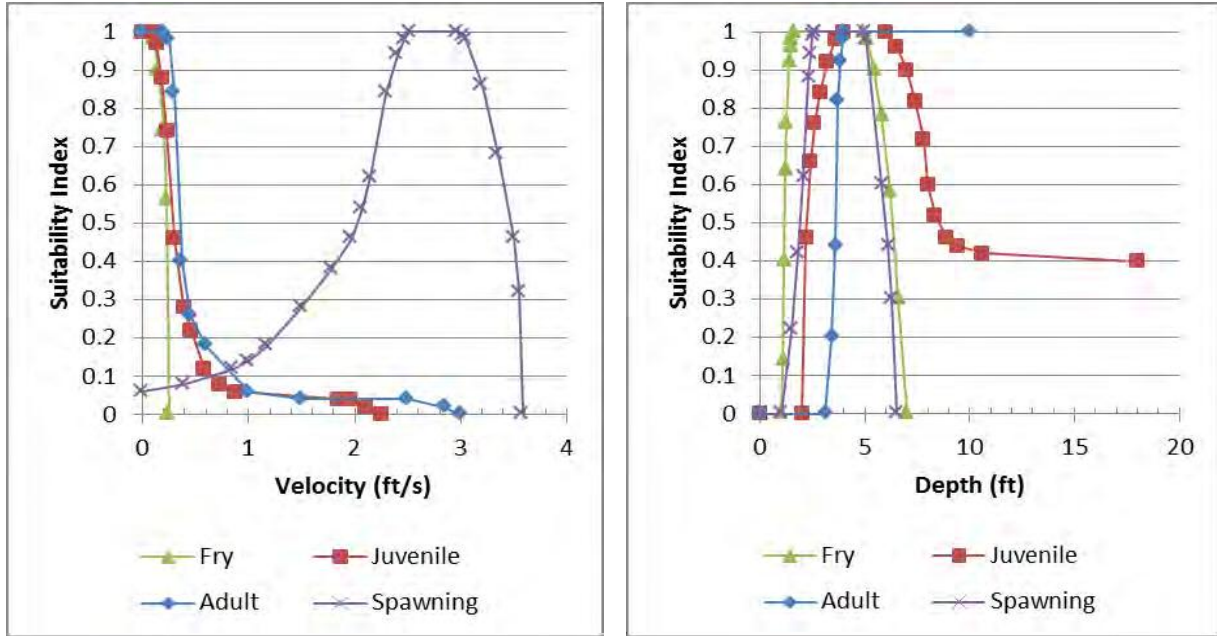 Suitability Index
1
0.9
0.8
0.7
0.6
0.5
0.4
0.3
0.2
0.1
0
0 1 2 3 4
Velocity (ft/s)
Fry Juvenile
Adult Spawning
Suitability Index
1
0.9
0.8
0.7
0.6
0.5
0.4
0.3
0.2
0.1
0
0 5 10 15 20
Depth (ft)
Fry Juvenile
Adult Spawning